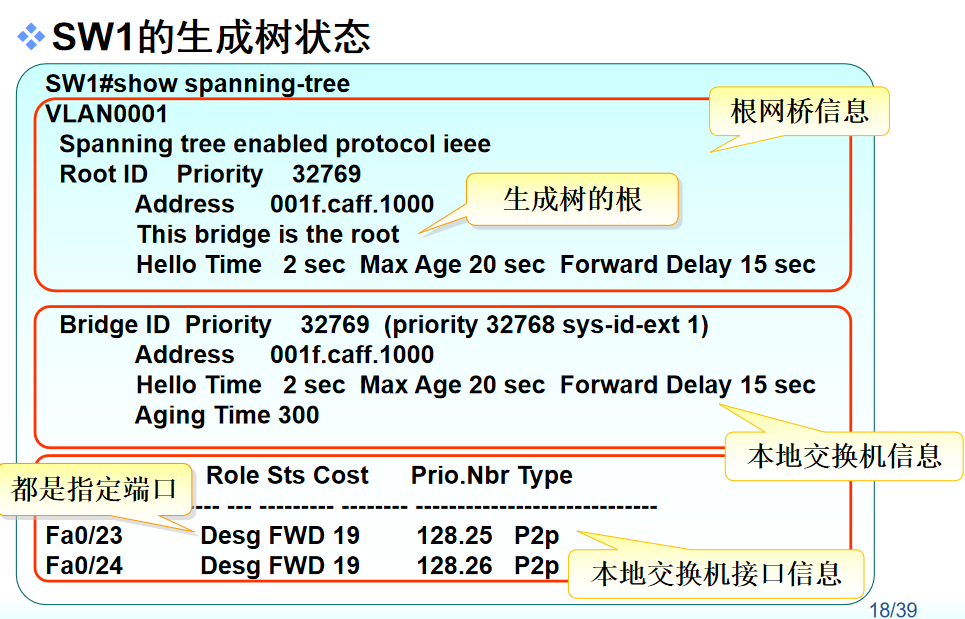 SW1的生成树状态
SW1#show spanning-tree
VLAN0001
根网桥信息
Spanning tree enabled protocol ieee
Root ID Priority 32769
Address 001f.caff.1000
生成树的根
This bridge is the root
Hello Time 2 sec Max Age 20 sec Forward Delay 15 sec
Bridge ID Priority 32769 (priority 32768 sys-id-ext 1)
Address 001f.caff.1000
Hello Time 2 sec Max Age 20 sec Forward Delay 15 sec
Aging Time 300
本地交换机信息
Role Sts Cost Prio.Nbr Type
都是指定端口
---- --- --------- -------- ------------------------------
Fa0/23 Desg FWD 19 128.25 P2p
Fa0/24 Desg FWD 19 128.26 P2p
本地交换机接口信息
18/39